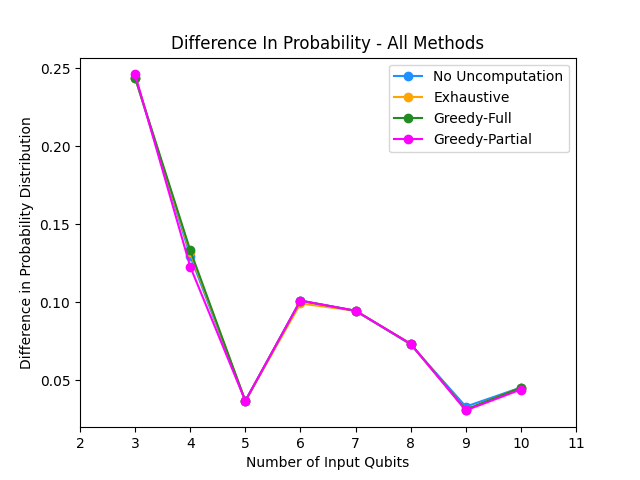 Difference In Probability - All Methods
Difference in Probability Distribution
0.25
0.20
0.15
0.10
0.05
No Uncomputation
Exhaustive
Greedy-Full
Greedy-Partial
2 3 4 5 6 7 8 9 10 11
Number of Input Qubits